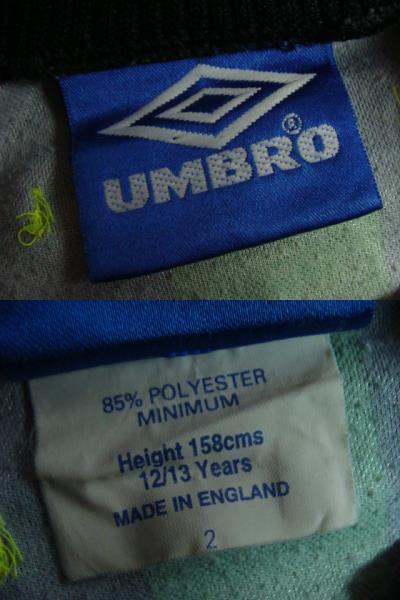 UMBRO®
85% POLYESTER
MINIMUM
Height 158cms
12/13 Years
MADE IN ENGLAND
2